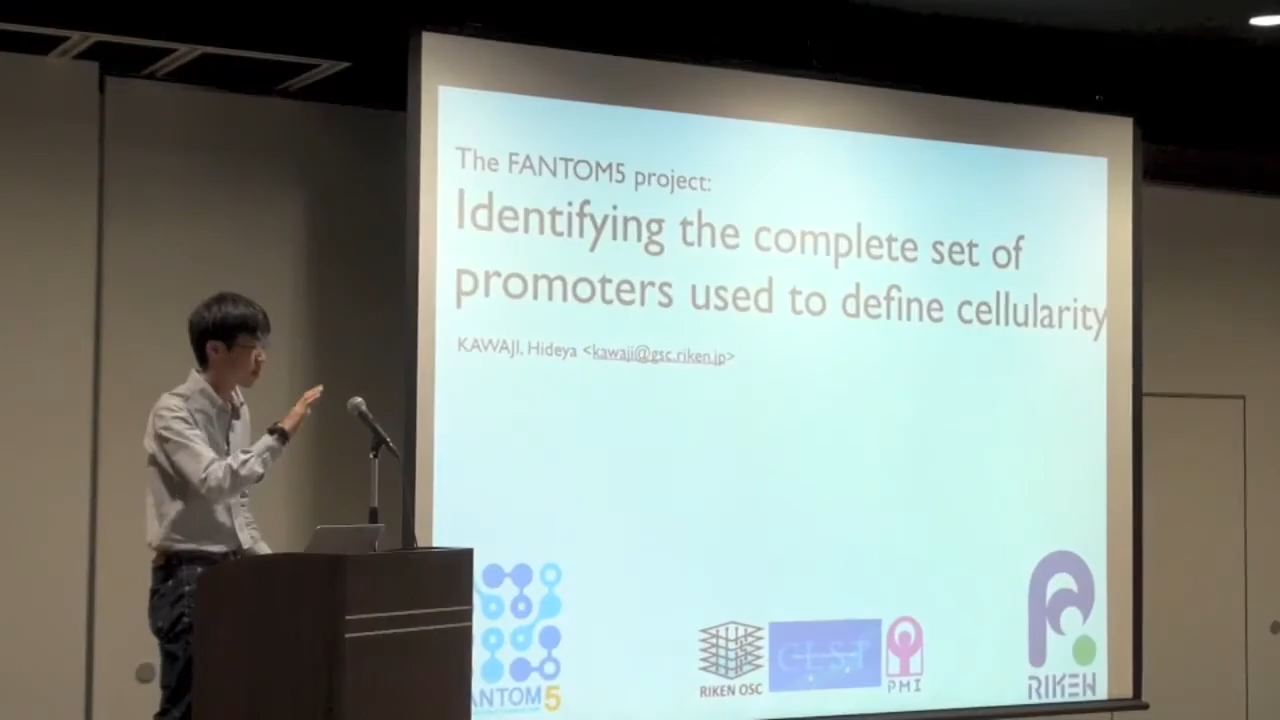 The FANTOM5 project:
Identifying the complete set of
promoters used to define cellularity
KAWAJI, Hideya <kawaji@gsc.riken.jp>
ANTOM5
RIKEN OSC
PMI
RIKEN